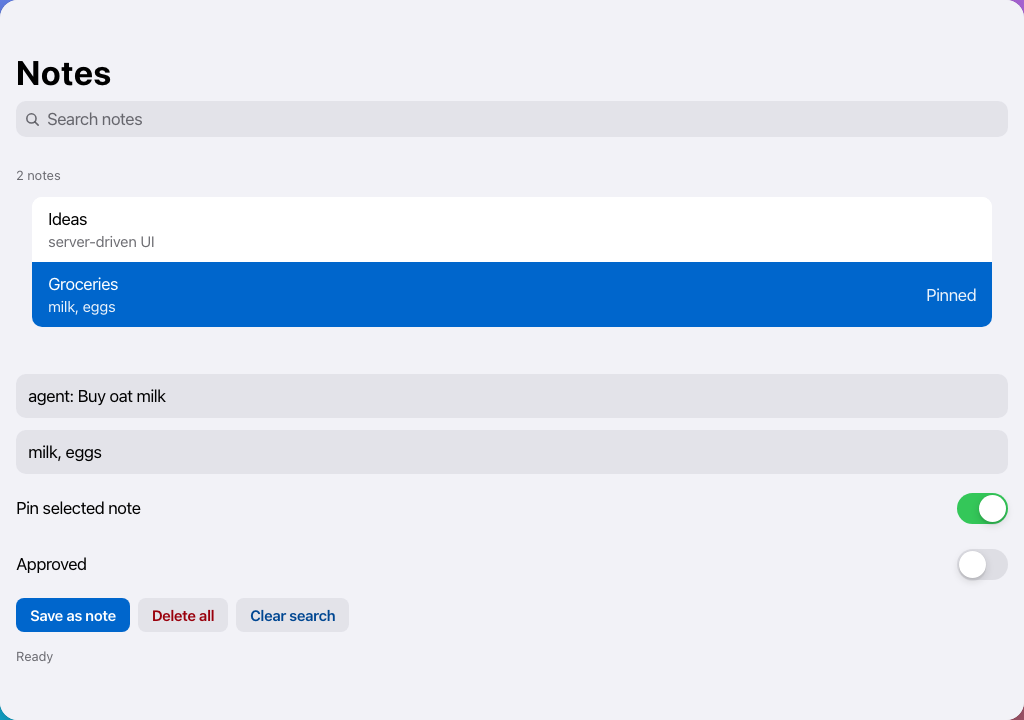 Notes
Search notes
2 notes
Ideas
server-driven UI
Groceries
milk, eggs
Pinned
agent: Buy oat milk
milk, eggs
Pin selected note
Approved
Save as note
Delete all
Clear search
Ready